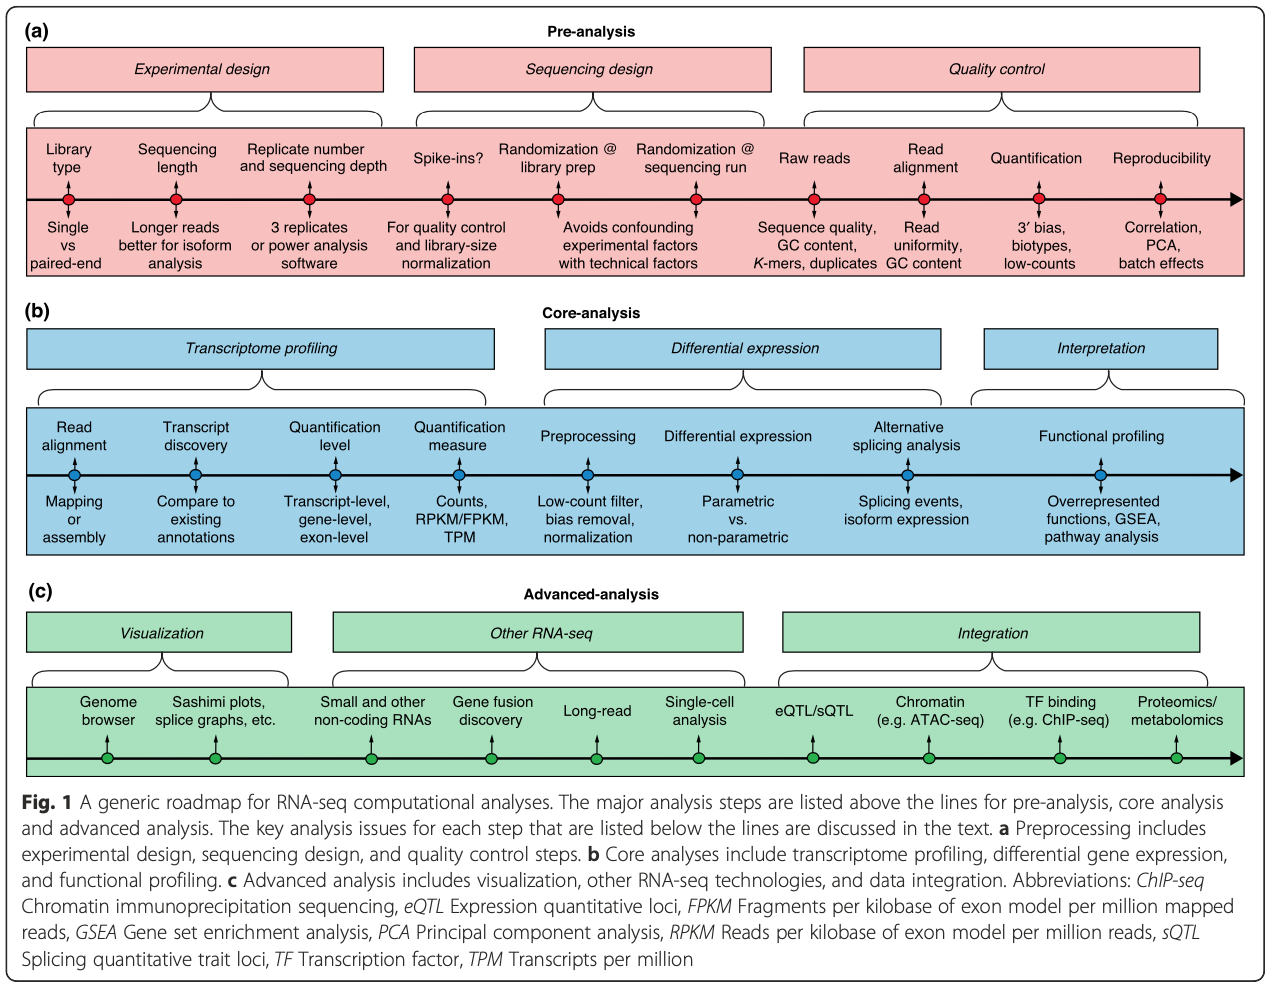 (a)
Pre-analysis
Experimental design
Sequencing design
Quality control
Library
type
Sequencing
length
Replicate number
and sequencing depth
Spike-ins?
Randomization @
library prep
Randomization @
sequencing run
Raw reads
Read
alignment
Quantification
Reproducibility
Single
vs
paired-end
Longer reads
better for isoform
analysis
3 replicates
or power analysis
software
For quality control
and library-size
normalization
Avoids confounding
experimental factors
with technical factors
Sequence quality,
GC content,
K-mers, duplicates
Read
uniformity,
GC content
3′ bias,
biotypes,
low-counts
Correlation,
PCA,
batch effects
(b)
Core-analysis
Transcriptome profiling
Differential expression
Interpretation
Read
alignment
Transcript
discovery
Quantification
level
Quantification
measure
Preprocessing
Differential expression
Alternative
splicing analysis
Functional profiling
Mapping
or
assembly
Compare to
existing
annotations
Transcript-level,
gene-level,
exon-level
Counts,
RPKM/FPKM,
TPM
Low-count filter,
bias removal,
normalization
Parametric
vs.
non-parametric
Splicing events,
isoform expression
Overrepresented
functions, GSEA,
pathway analysis
(c)
Advanced-analysis
Visualization
Other RNA-seq
Integration
Genome
browser
Sashimi plots,
splice graphs, etc.
Small and other
non-coding RNAs
Gene fusion
discovery
Long-read
Single-cell
analysis
eQTL/sQTL
Chromatin
(e.g. ATAC-seq)
TF binding
(e.g. ChIP-seq)
Proteomics/
metabolomics
Fig. 1 A generic roadmap for RNA-seq computational analyses. The major analysis steps are listed above the lines for pre-analysis, core analysis
and advanced analysis. The key analysis issues for each step that are listed below the lines are discussed in the text. a Preprocessing includes
experimental design, sequencing design, and quality control steps. b Core analyses include transcriptome profiling, differential gene expression,
and functional profiling. c Advanced analysis includes visualization, other RNA-seq technologies, and data integration. Abbreviations: ChIP-seq
Chromatin immunoprecipitation sequencing, eQTL Expression quantitative loci, FPKM Fragments per kilobase of exon model per million mapped
reads, GSEA Gene set enrichment analysis, PCA Principal component analysis, RPKM Reads per kilobase of exon model per million reads, sQTL
Splicing quantitative trait loci, TF Transcription factor, TPM Transcripts per million